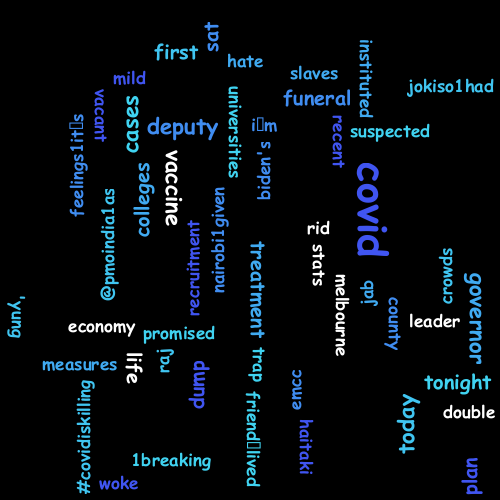 sat
first
hate
mild
slaves
instituted
jokiso1had
vacant
cases
universities
funeral
feelings1it□s
deputy
i□m
recent
suspected
biden's,
colleges
vaccine
covid
@pmoindia1as
nairobi1given
recruitment
rid
stats
treatment
melbourne
jab
county
crowds
governor
'yung
economy
promised
leader
measures
life
raj
dump
trap
emcc
tonight
#covidiskilling
friend□lived
today
double
haitaki
1breaking
woke
plan